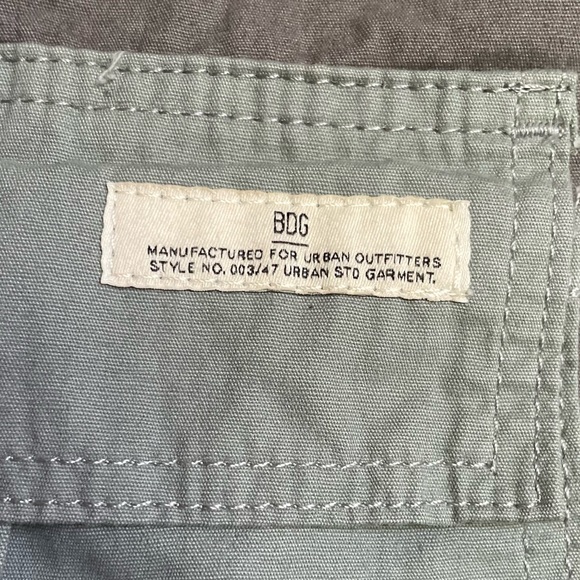 BDG
MANUFACTURED FOR URBAN OUTFITTERS
STYLE NO. 003/47 URBAN STD GARMENT.